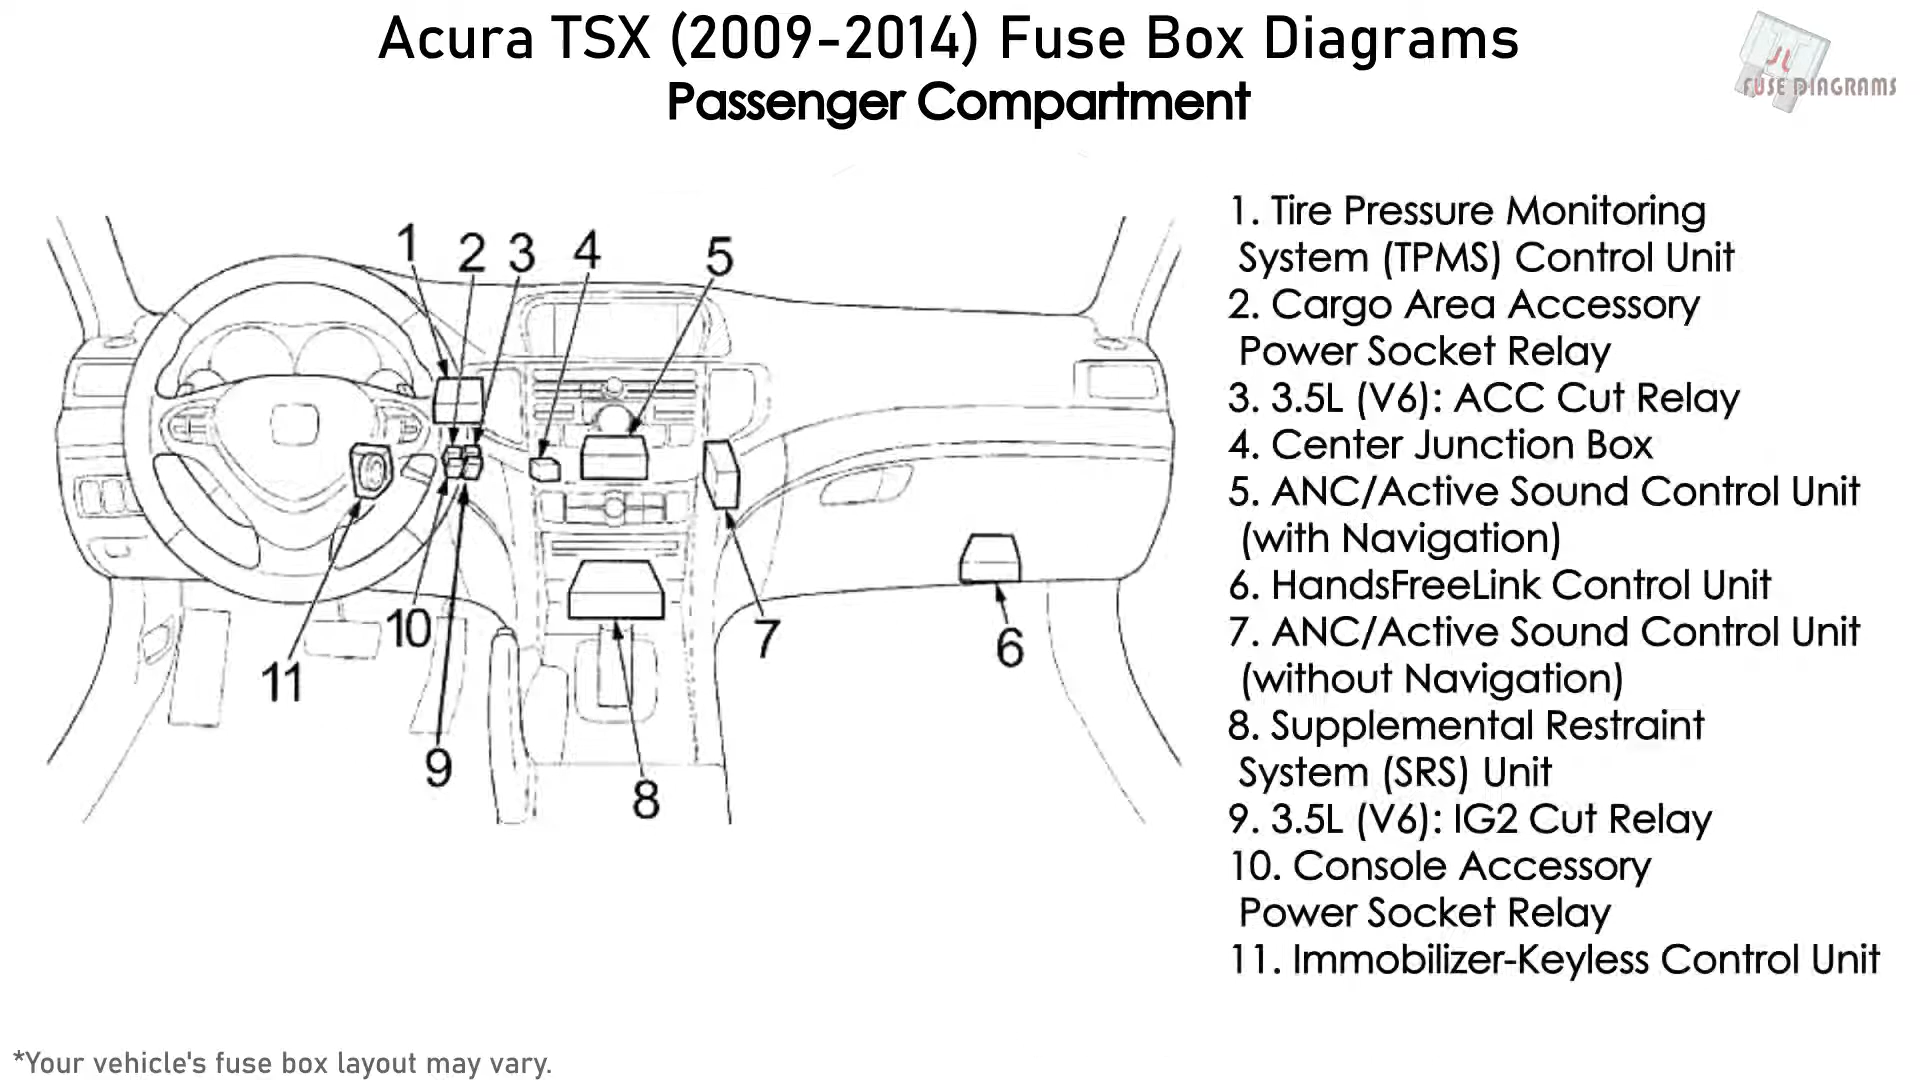 Acura TSX (2009-2014) Fuse Box Diagrams
Passenger Compartment
JL
FUSE DIAGRAMS
1
2
3
4
5
6
7
8
9
10
11
1. Tire Pressure Monitoring
System (TPMS) Control Unit
2. Cargo Area Accessory
Power Socket Relay
3. 3.5L (V6): ACC Cut Relay
4. Center Junction Box
5. ANC/Active Sound Control Unit
(with Navigation)
6. HandsFreeLink Control Unit
7. ANC/Active Sound Control Unit
(without Navigation)
8. Supplemental Restraint
System (SRS) Unit
9. 3.5L (V6): IG2 Cut Relay
10. Console Accessory
Power Socket Relay
11. Immobilizer-Keyless Control Unit
*Your vehicle's fuse box layout may vary.